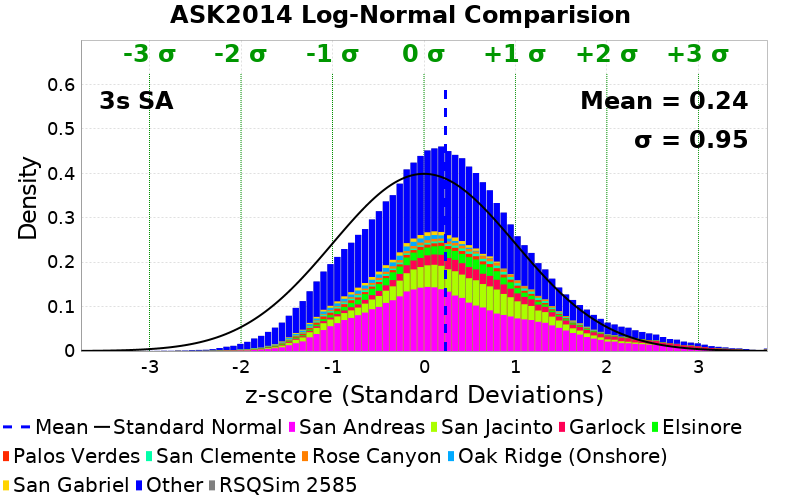 ASK2014 Log-Normal Comparision
-3 σ -2 σ -1 σ 0 σ +1 σ +2 σ +3 σ
3s SA
Mean = 0.24
σ = 0.95
Density
0.6
0.5
0.4
0.3
0.2
0.1
0
-3 -2 -1 0 1 2 3
z-score (Standard Deviations)
Mean Standard Normal San Andreas San Jacinto Garlock Elsinore
Palos Verdes San Clemente Rose Canyon Oak Ridge (Onshore)
San Gabriel Other RSQSim 2585